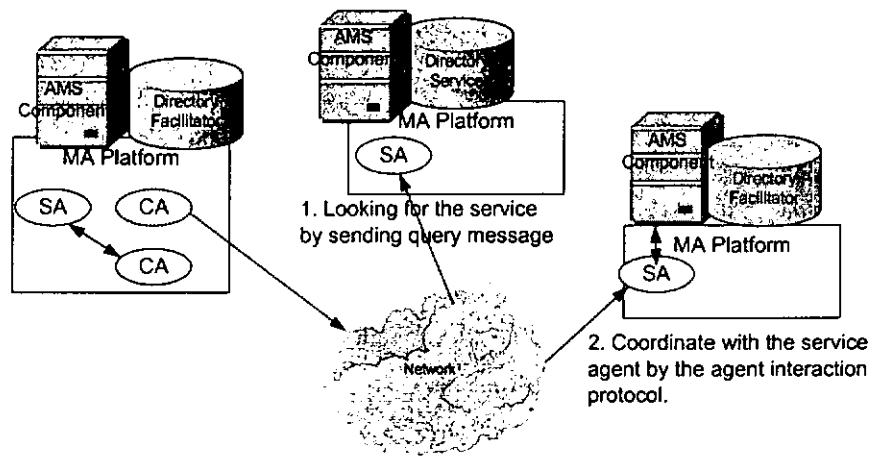 AMS
Component
Directory
Facilitator
MA Platform
SA
CA
CA
AMS
Component
Directory
Service
MA Platform
SA
1. Looking for the service
by sending query message
AMS
Component
Directory
Facilitator
MA Platform
SA
2. Coordinate with the service
agent by the agent interaction
protocol.
Network